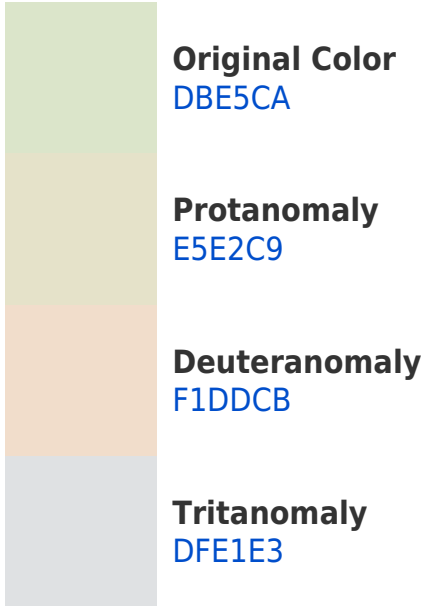 Original Color
DBE5CA
Protanomaly
E5E2C9
Deuteranomaly
F1DDCB
Tritanomaly
DFE1E3